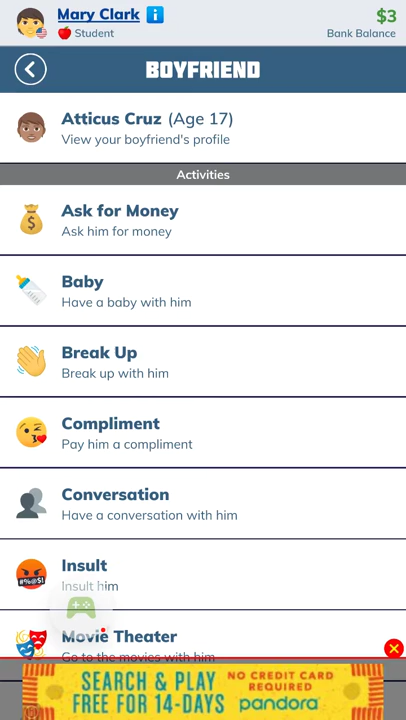 Mary Clark
$3
Student
Bank Balance
BOYFRIEND
Atticus Cruz (Age 17)
View your boyfriend's profile
Activities
Ask for Money
Ask him for money
Baby
Have a baby with him
Break Up
Break up with him
Compliment
Pay him a compliment
Conversation
Have a conversation with him
#%@$!
Insult
Insult him
Movie Theater
Go to the movies with him
SEARCH & PLAY
FREE FOR 14-DAYS
NO CREDIT CARD
REQUIRED
pandora